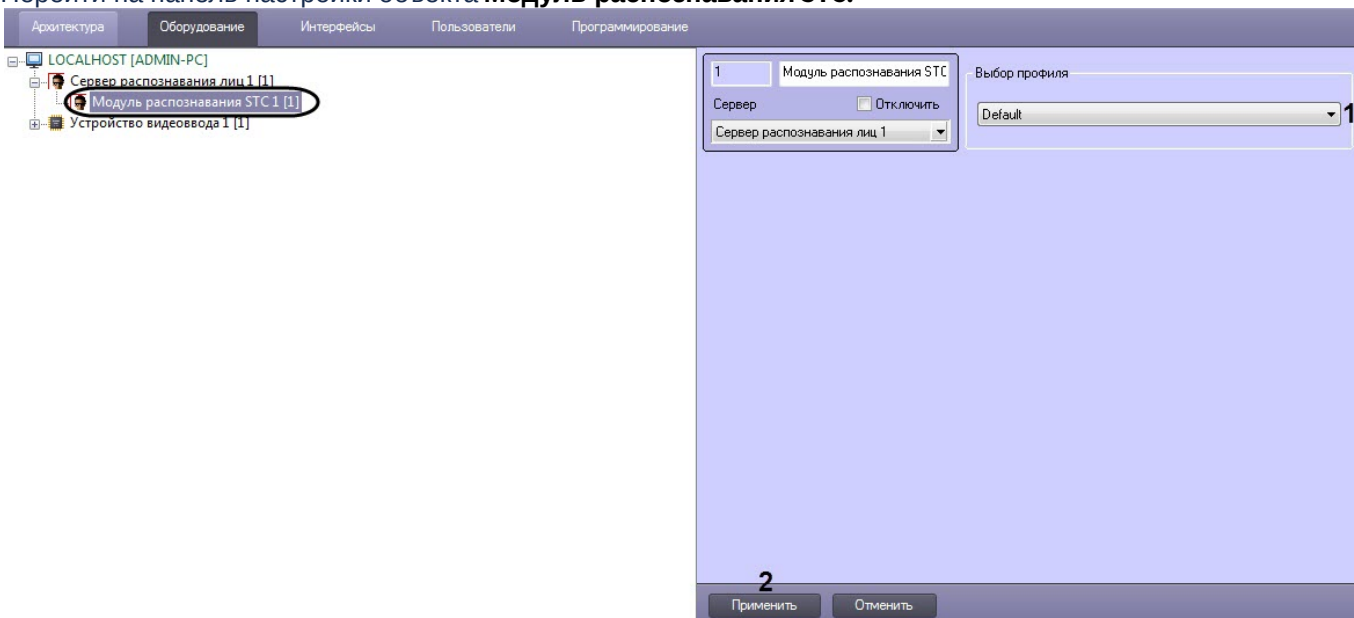 Перейти на панель настройки объекта Модуль распознавания STC.
Архитектура Оборудование Интерфейсы Пользователи Программирование
LOCALHOST [ADMIN-PC]
Сервер распознавания лиц 1 [1]
Модуль распознавания STC 1 [1]
Устройство видеоввода 1 [1]
1 Модуль распознавания STC
Сервер Отключить
Сервер распознавания лиц 1
Выбор профиля
Default 1
2
Применить Отменить